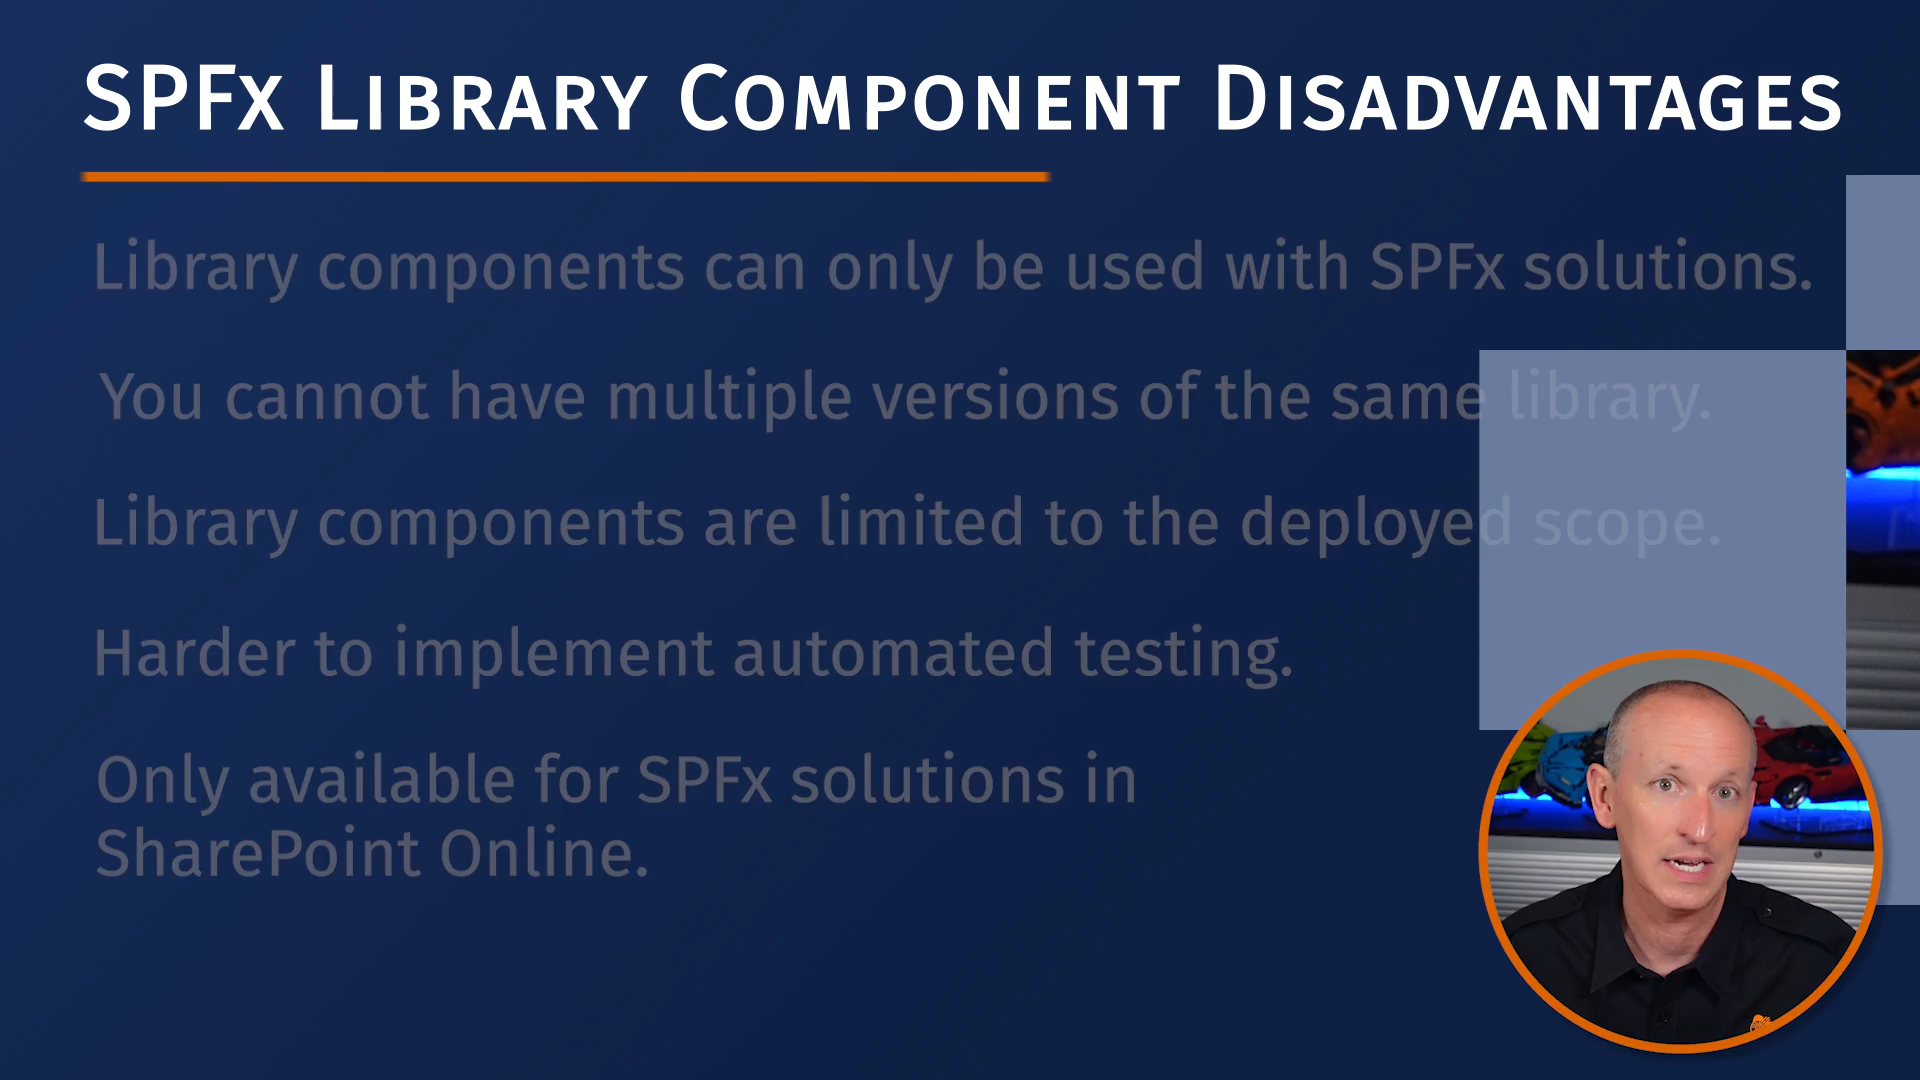 SPFx Library Component Disadvantages
Library components can only be used with SPFx solutions.
You cannot have multiple versions of the same library.
Library components are limited to the deployed scope.
Harder to implement automated testing.
Only available for SPFx solutions in
SharePoint Online.